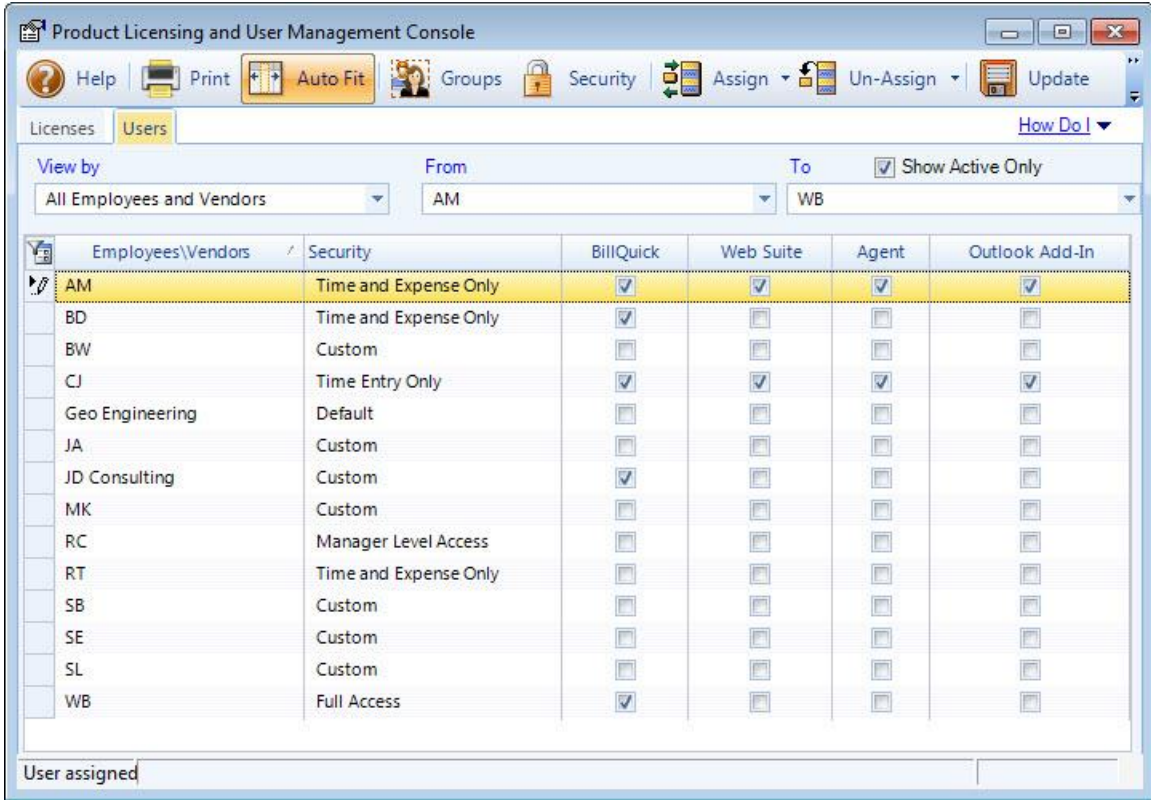 Product Licensing and User Management Console
Help Print Auto Fit Groups Security Assign Un-Assign Update
Licenses Users How Do I
View by From To Show Active Only
All Employees and Vendors AM WB
Employees\Vendors Security BillQuick Web Suite Agent Outlook Add-In
AM Time and Expense Only
BD Time and Expense Only
BW Custom
CJ Time Entry Only
Geo Engineering Default
JA Custom
JD Consulting Custom
MK Custom
RC Manager Level Access
RT Time and Expense Only
SB Custom
SE Custom
SL Custom
WB Full Access
User assigned